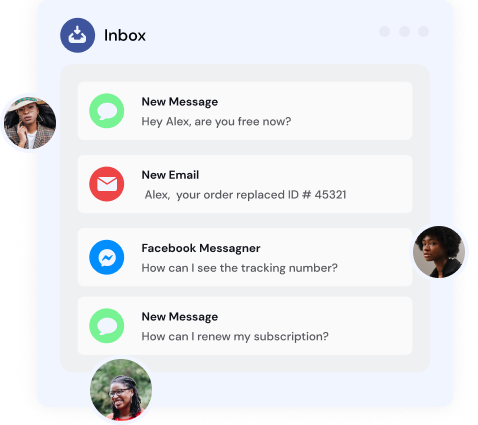 Inbox
New Message
Hey Alex, are you free now?
New Email
Alex, your order replaced ID # 45321
Facebook Messagner
How can I see the tracking number?
New Message
How can I renew my subscription?